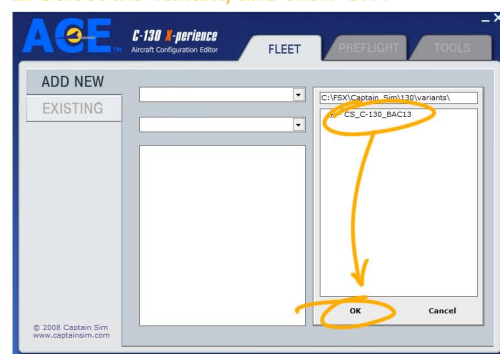 ACE TM
C-130 X-perience
Aircraft Configuration Editor
FLEET
PREFLIGHT
TOOLS
ADD NEW
EXISTING
C:\FSX\Captain_Sim\130\variants\
CS_C-130_BAC13
OK
Cancel
© 2008 Captain Sim
www.captainsim.com